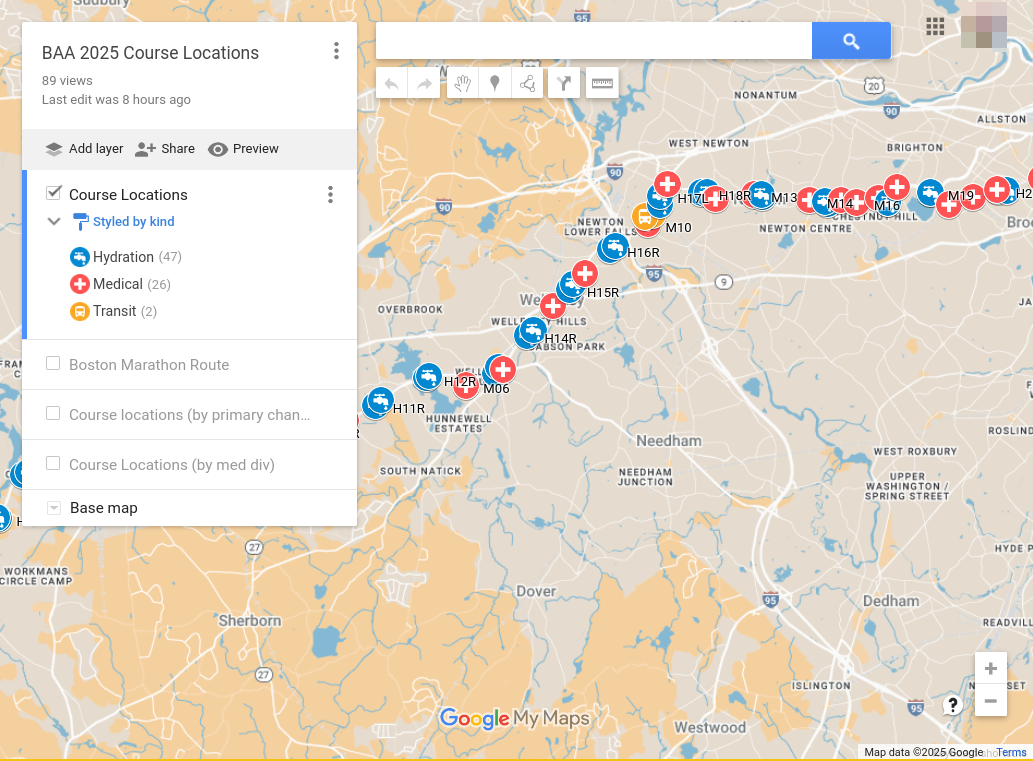 BAA 2025 Course Locations
89 views
Last edit was 8 hours ago
Add layer
Share
Preview
Course Locations
Styled by kind
Hydration (47)
Medical (26)
Transit (2)
Boston Marathon Route
Course locations (by primary chan...
Course Locations (by med div)
Base map
95
20
NONANTUM
90
ALLSTON
WEST NEWTON
BRIGHTON
90
90
H17L
H18R
M13
M14
M16
M19
H2
CHESTNUT HILL
NEWTON CENTRE
NEWTON
LOWER FALLS
M10
H16R
95
9
H15R
OVERBROOK
WELLESLEY HILLS
H14R
BABSON PARK
H12R
M06
H11R
HUNNEWELL
ESTATES
Needham
SOUTH NATICK
NEEDHAM
JUNCTION
WEST ROXBURY
UPPER
WASHINGTON /
SPRING STREET
ROSLIND
27
HYDE P
WORKMANS
CIRCLE CAMP
Dover
95
Dedham
Sherborn
READVIL
27
ISLINGTON
95
Westwood
Google My Maps
+
−
?
Map data ©2025 Google
Terms